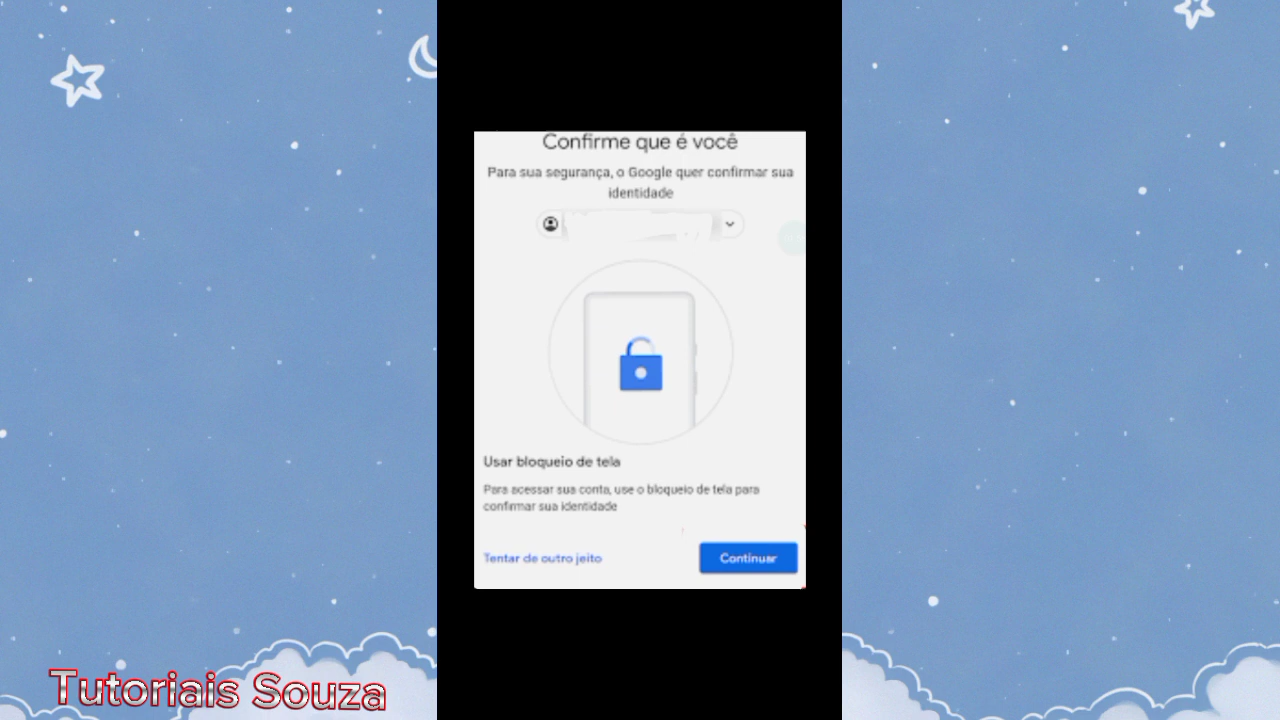 Confirme que é você
Para sua segurança, o Google quer confirmar sua
identidade
Usar bloqueio de tela
Para acessar sua conta, use o bloqueio de tela para
confirmar sua identidade
Tentar de outro jeito
Continuar
Tutoriais Souza